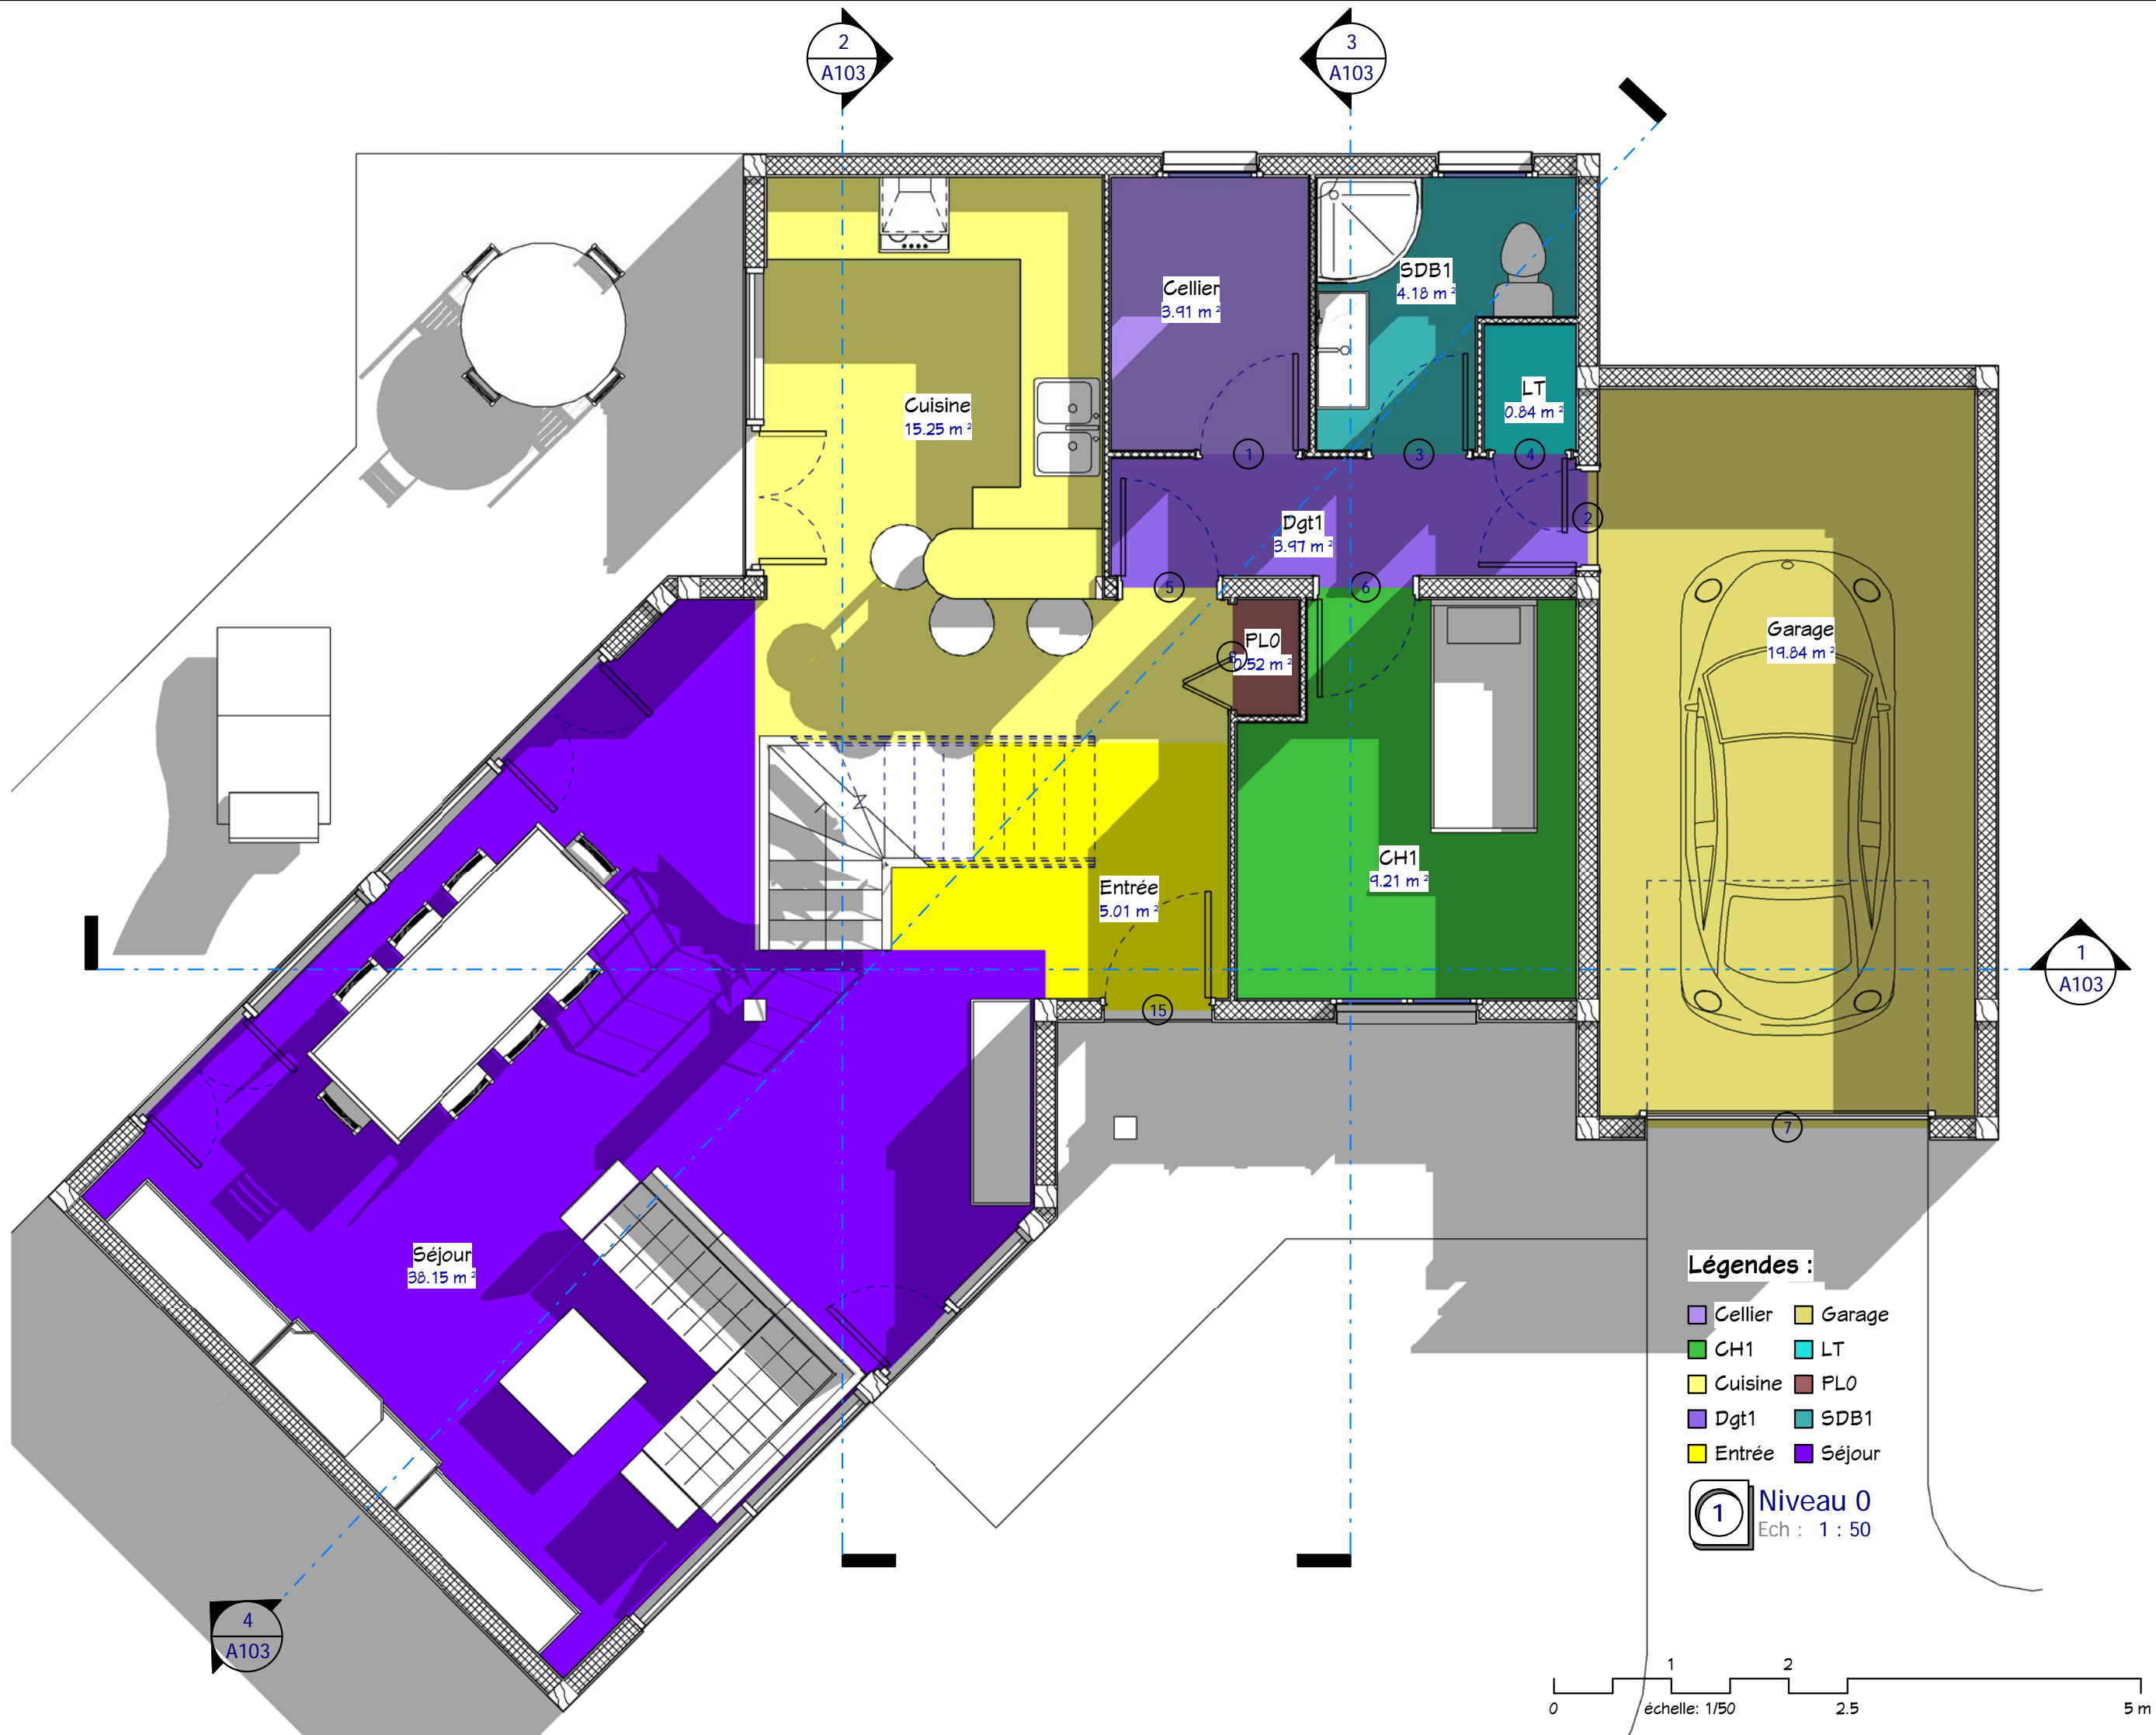 2
A103
3
A103
Cellier
3.91 m²
SDB1
4.18 m²
LT
0.84 m²
Cuisine
15.25 m²
1
3
4
2
Dgt1
3.97 m²
5
6
PL0
0.52 m²
8
Garage
19.84 m²
CH1
9.21 m²
Entrée
5.01 m²
1
A103
15
7
Séjour
38.15 m²
Légendes :
Cellier
Garage
CH1
LT
Cuisine
PL0
Dgt1
SDB1
Entrée
Séjour
1
Niveau 0
Ech : 1 : 50
4
A103
1
2
0
échelle: 1/50
2.5
5 m